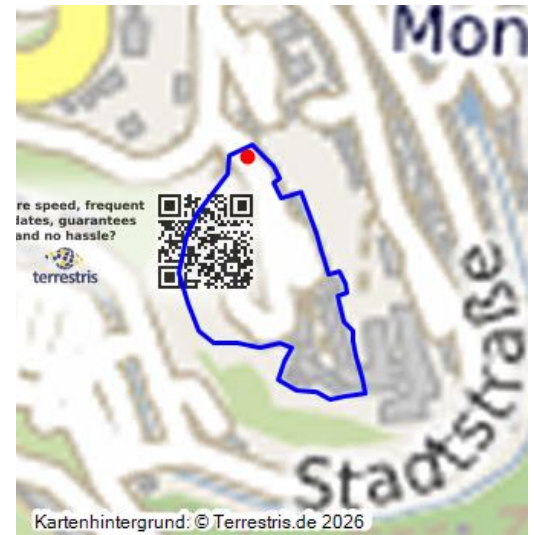 Mon
re speed, frequent
dates, guarantees
and no hassle?
terrestris
Stadtstraße
Kartenhintergrund: © Terrestris.de 2026